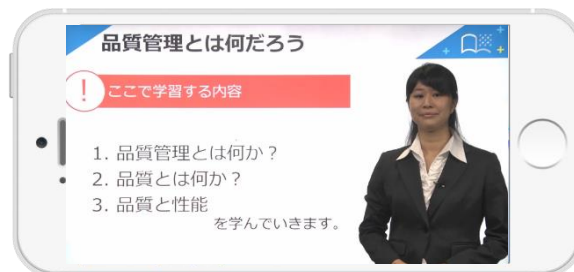 品質管理とは何だろう
!
ここで学習する内容
1. 品質管理とは何か？
2. 品質とは何か？
3. 品質と性能
を学んでいきます。